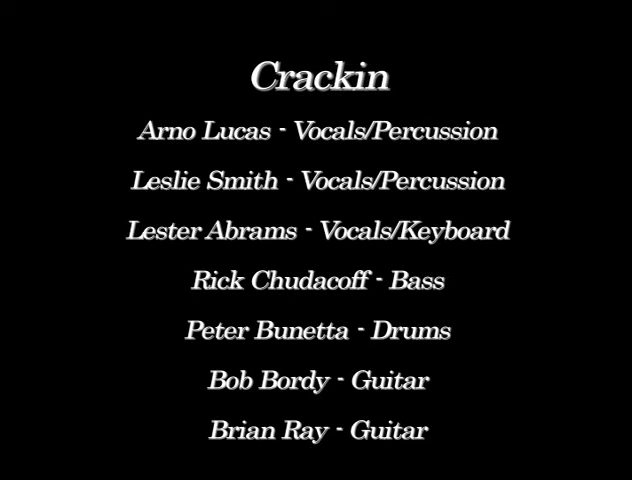 Crackin
Arno Lucas - Vocals/Percussion
Leslie Smith - Vocals/Percussion
Lester Abrams - Vocals/Keyboard
Rick Chudacoff - Bass
Peter Bunetta - Drums
Bob Bordy - Guitar
Brian Ray - Guitar